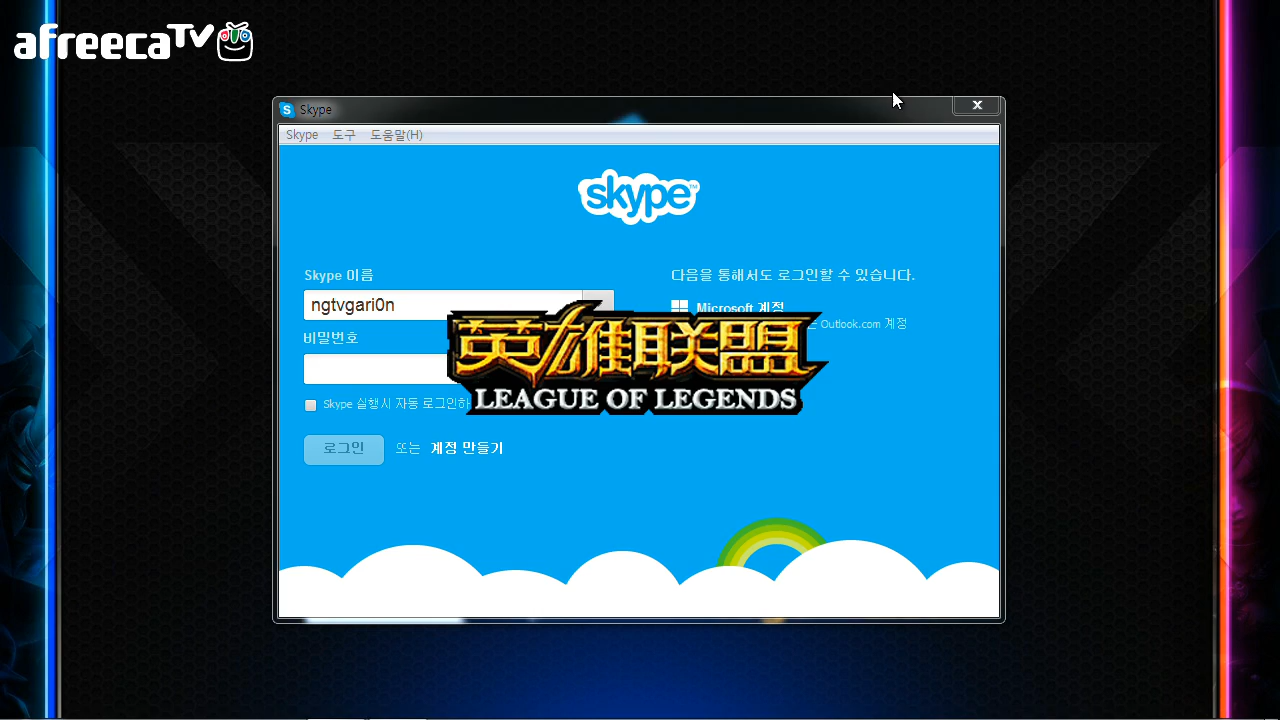 afreecaTV
Skype
Skype 도구 도움말(H)
skype™
Skype 이름
ngtvgari0n
비밀번호
Skype 실행시 자동 로그인하
로그인 또는 계정 만들기
다음을 통해서도 로그인할 수 있습니다.
Microsoft 계정
Outlook.com 계정
英雄联盟
LEAGUE OF LEGENDS